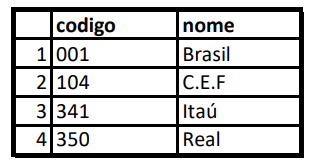 codigo nome
1 001 Brasil
2 104 C.E.F
3 341 Itaú
4 350 Real